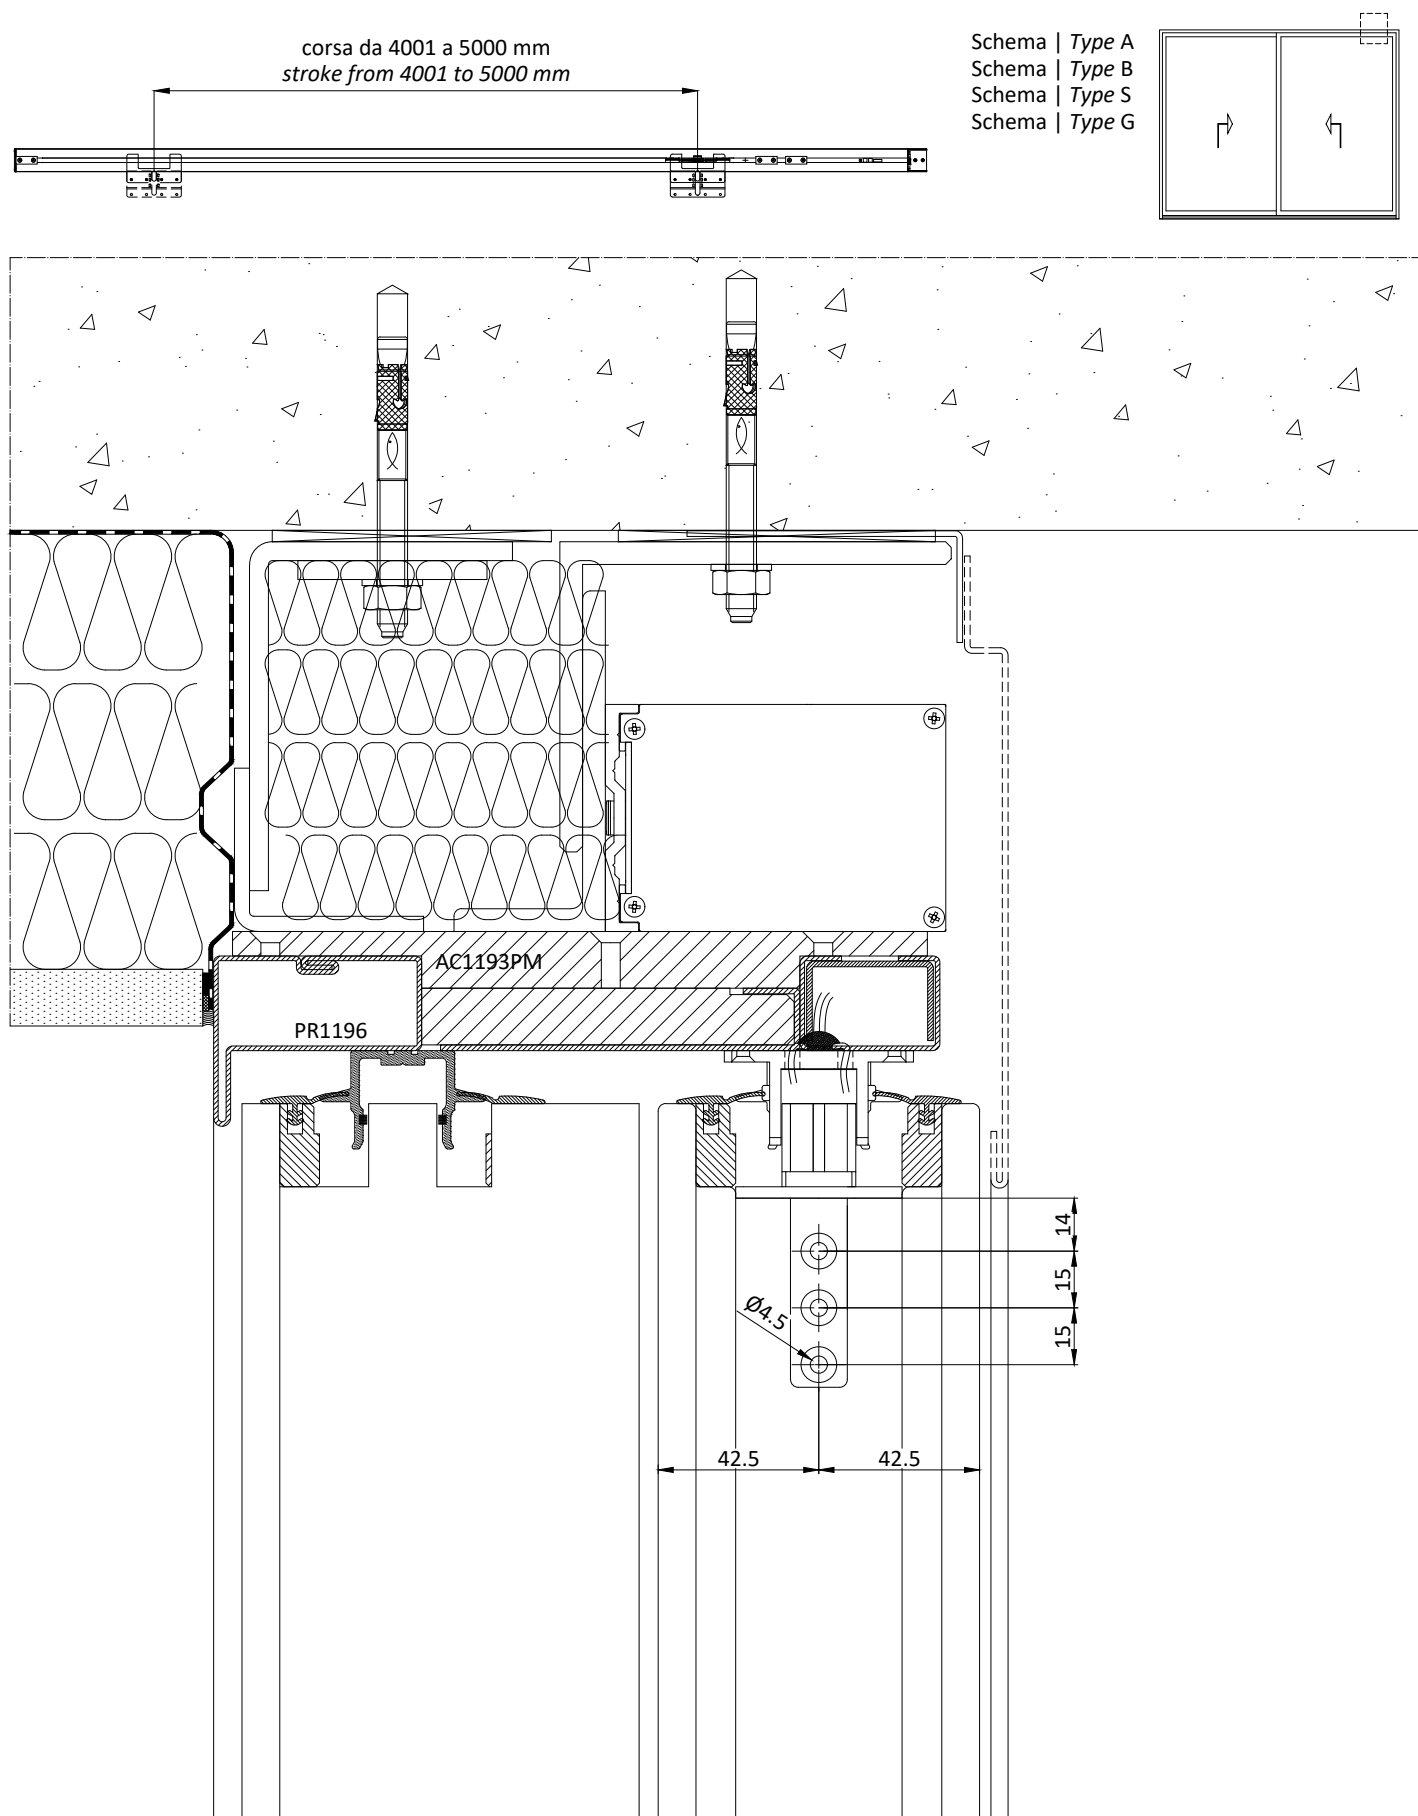 corsa da 4001 a 5000 mm
stroke from 4001 to 5000 mm
Schema | Type A
Schema | Type B
Schema | Type S
Schema | Type G
AC1193PM
PR1196
14
15
Ø4.5
15
42.5
42.5